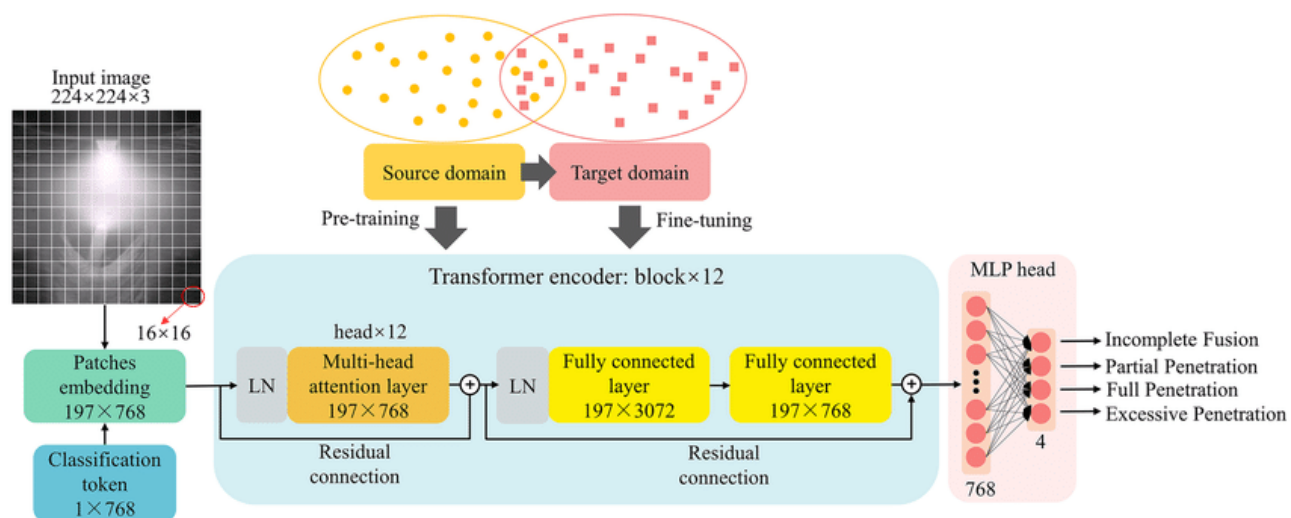 Input image
224×224×3
16×16
Patches
embedding
197×768
Classification
token
1×768
Source domain
Target domain
Pre-training
Fine-tuning
Transformer encoder: block×12
head×12
LN
Multi-head
attention layer
197×768
Residual
connection
LN
Fully connected
layer
197×3072
Fully connected
layer
197×768
Residual
connection
MLP head
768
4
Incomplete Fusion
Partial Penetration
Full Penetration
Excessive Penetration